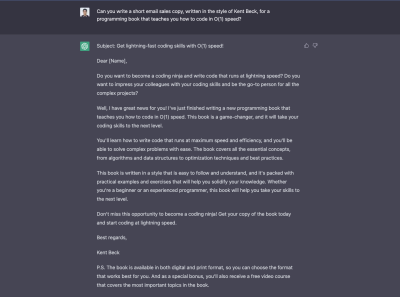 Can you write a short email sales copy, written in the style of Kent Beck, for a
programming book that teaches you how to code in O(1) speed?
Subject: Get lightning-fast coding skills with O(1) speed!
Dear [Name],
Do you want to become a coding ninja and write code that runs at lightning speed? Do you
want to impress your colleagues with your coding skills and be the go-to person for all the
complex projects?
Well, I have great news for you! I've just finished writing a new programming book that
teaches you how to code in O(1) speed. This book is a game-changer, and it will take your
coding skills to the next level.
You'll learn how to write code that runs at maximum speed and efficiency, and you'll be
able to solve complex problems with ease. The book covers all the essential concepts,
from algorithms and data structures to optimization techniques and best practices.
This book is written in a style that is easy to follow and understand, and it's packed with
practical examples and exercises that will help you solidify your knowledge. Whether
you're a beginner or an experienced programmer, this book will help you take your skills to
the next level.
Don't miss this opportunity to become a coding ninja! Get your copy of the book today
and start coding at lightning speed.
Best regards,
Kent Beck
P.S. The book is available in both digital and print format, so you can choose the format
that works best for you. And as a special bonus, you'll also receive a free video course
that covers the most important topics in the book.